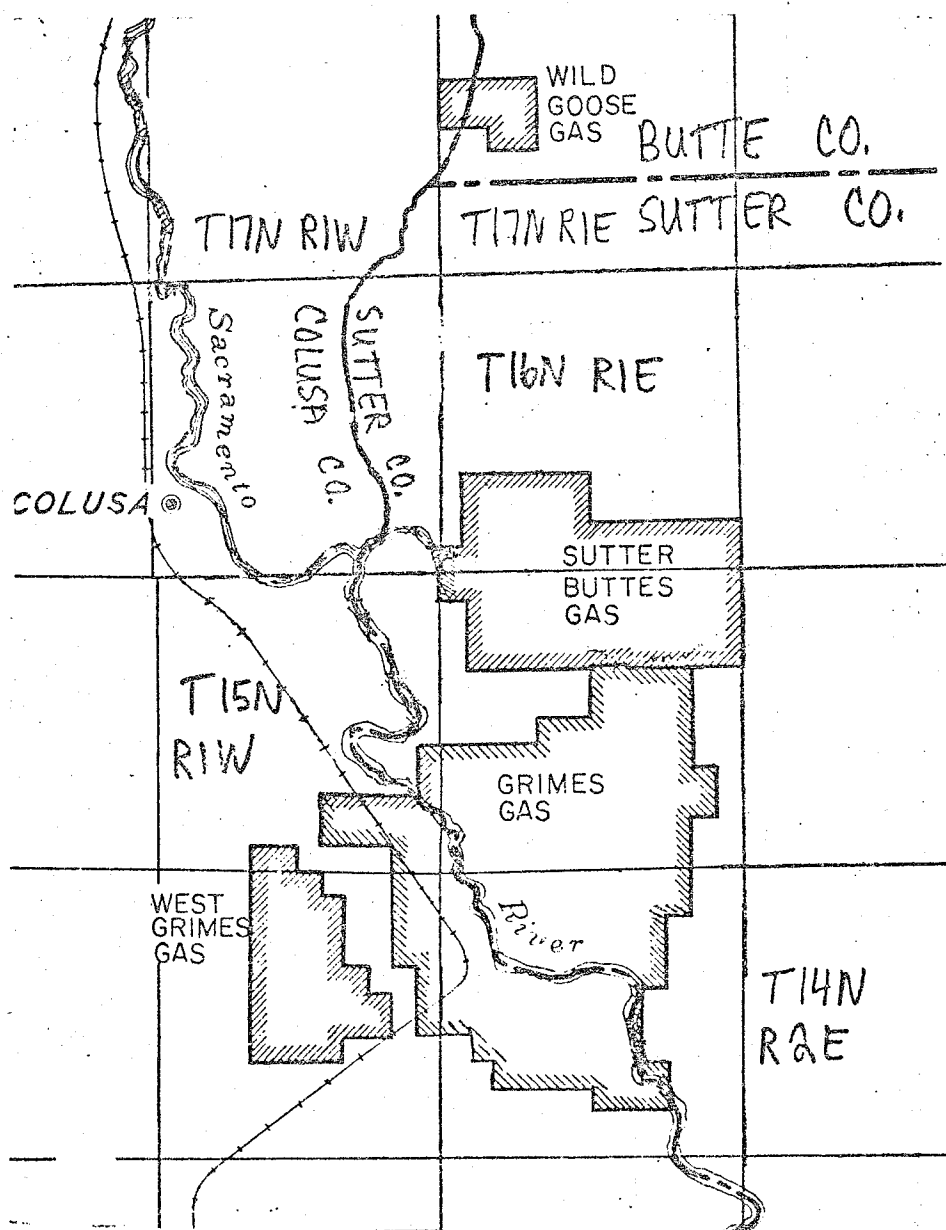 WILD
GOOSE
GAS
BUTTE CO.
T17N R1W
T17N R1E SUTTER CO.
Sacramento
COLUSA CO.
SUTTER CO.
T16N R1E
COLUSA
SUTTER
BUTTES
GAS
T15N
R1W
GRIMES
GAS
WEST
GRIMES
GAS
River
T14N
R2E